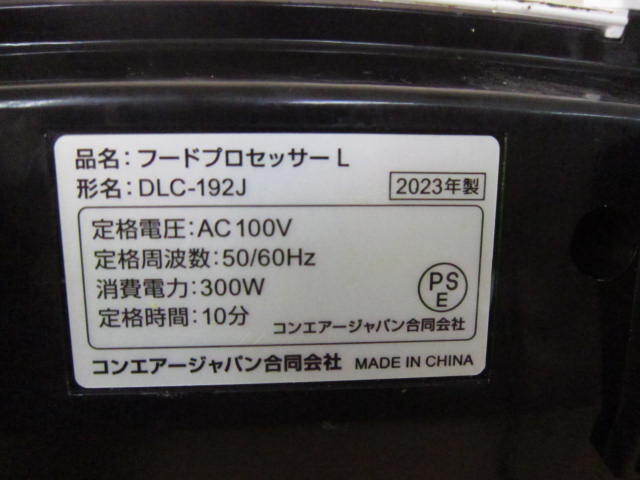 品名:フードプロセッサーL
形名:DLC-192J
2023年製
定格電圧:AC100V
定格周波数:50/60Hz
消費電力:300W
定格時間:10分
PS
E
コンエアージャパン合同会社
コンエアージャパン合同会社 MADE IN CHINA